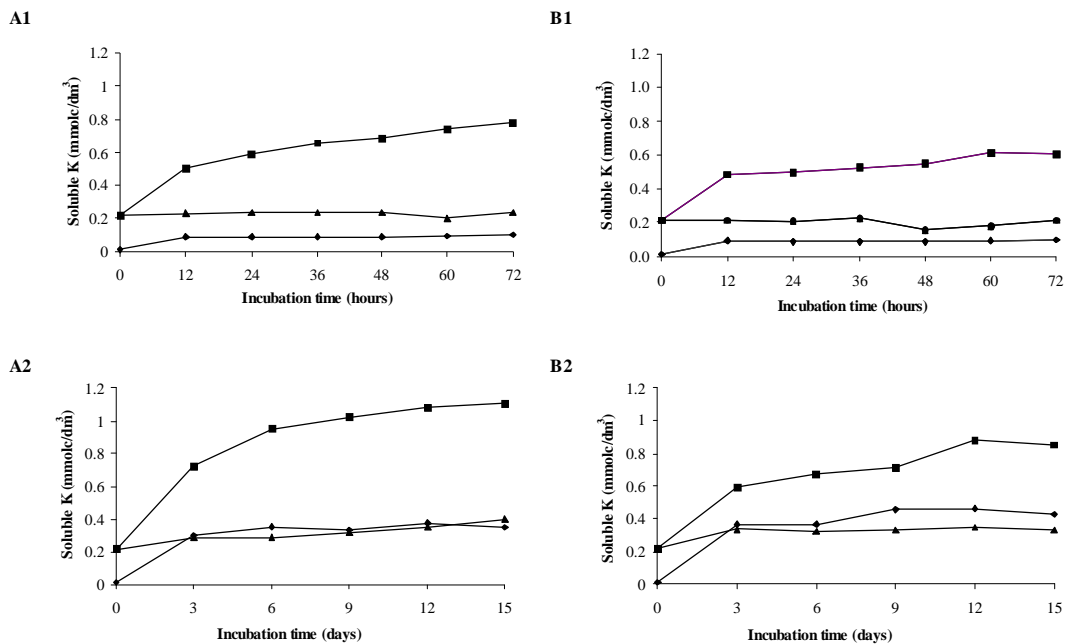 A1
1.2
1
0.8
0.6
0.4
0.2
0
Soluble K (mmolc/dm³)
0 12 24 36 48 60 72
Incubation time (hours)
B1
1.2
1.0
0.8
0.6
0.4
0.2
0.0
Soluble K (mmolc/dm³)
0 12 24 36 48 60 72
Incubation time (hours)
A2
1.2
1
0.8
0.6
0.4
0.2
0
Soluble K (mmolc/dm³)
0 3 6 9 12 15
Incubation time (days)
B2
1.2
1
0.8
0.6
0.4
0.2
0
Soluble K (mmolc/dm³)
0 3 6 9 12 15
Incubation time (days)